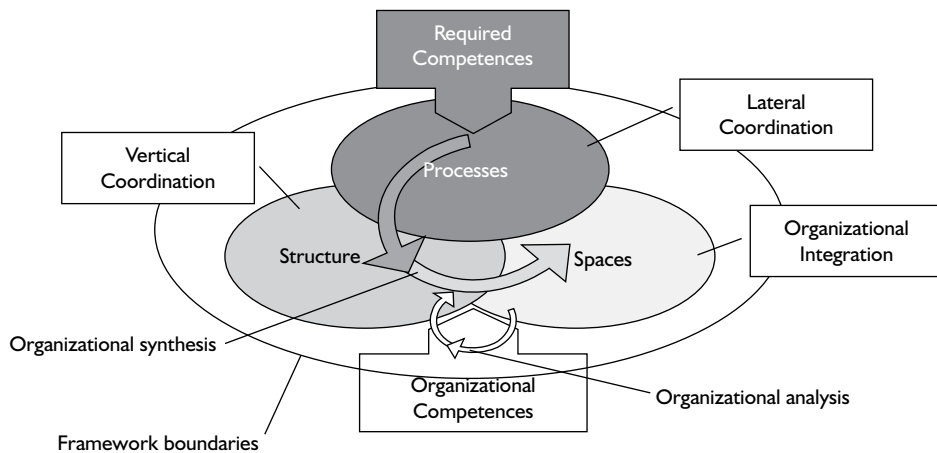 Required
Competences
Lateral
Coordination
Vertical
Coordination
Processes
Organizational
Integration
Structure
Spaces
Organizational synthesis
Organizational
Competences
Organizational analysis
Framework boundaries